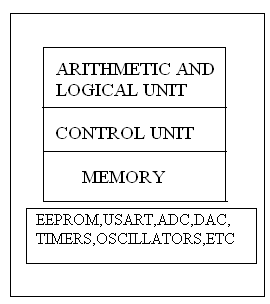 ARITHMETIC AND
LOGICAL UNIT
CONTROL UNIT
MEMORY
EEPROM,USART,ADC,DAC,
TIMERS,OSCILLATORS,ETC